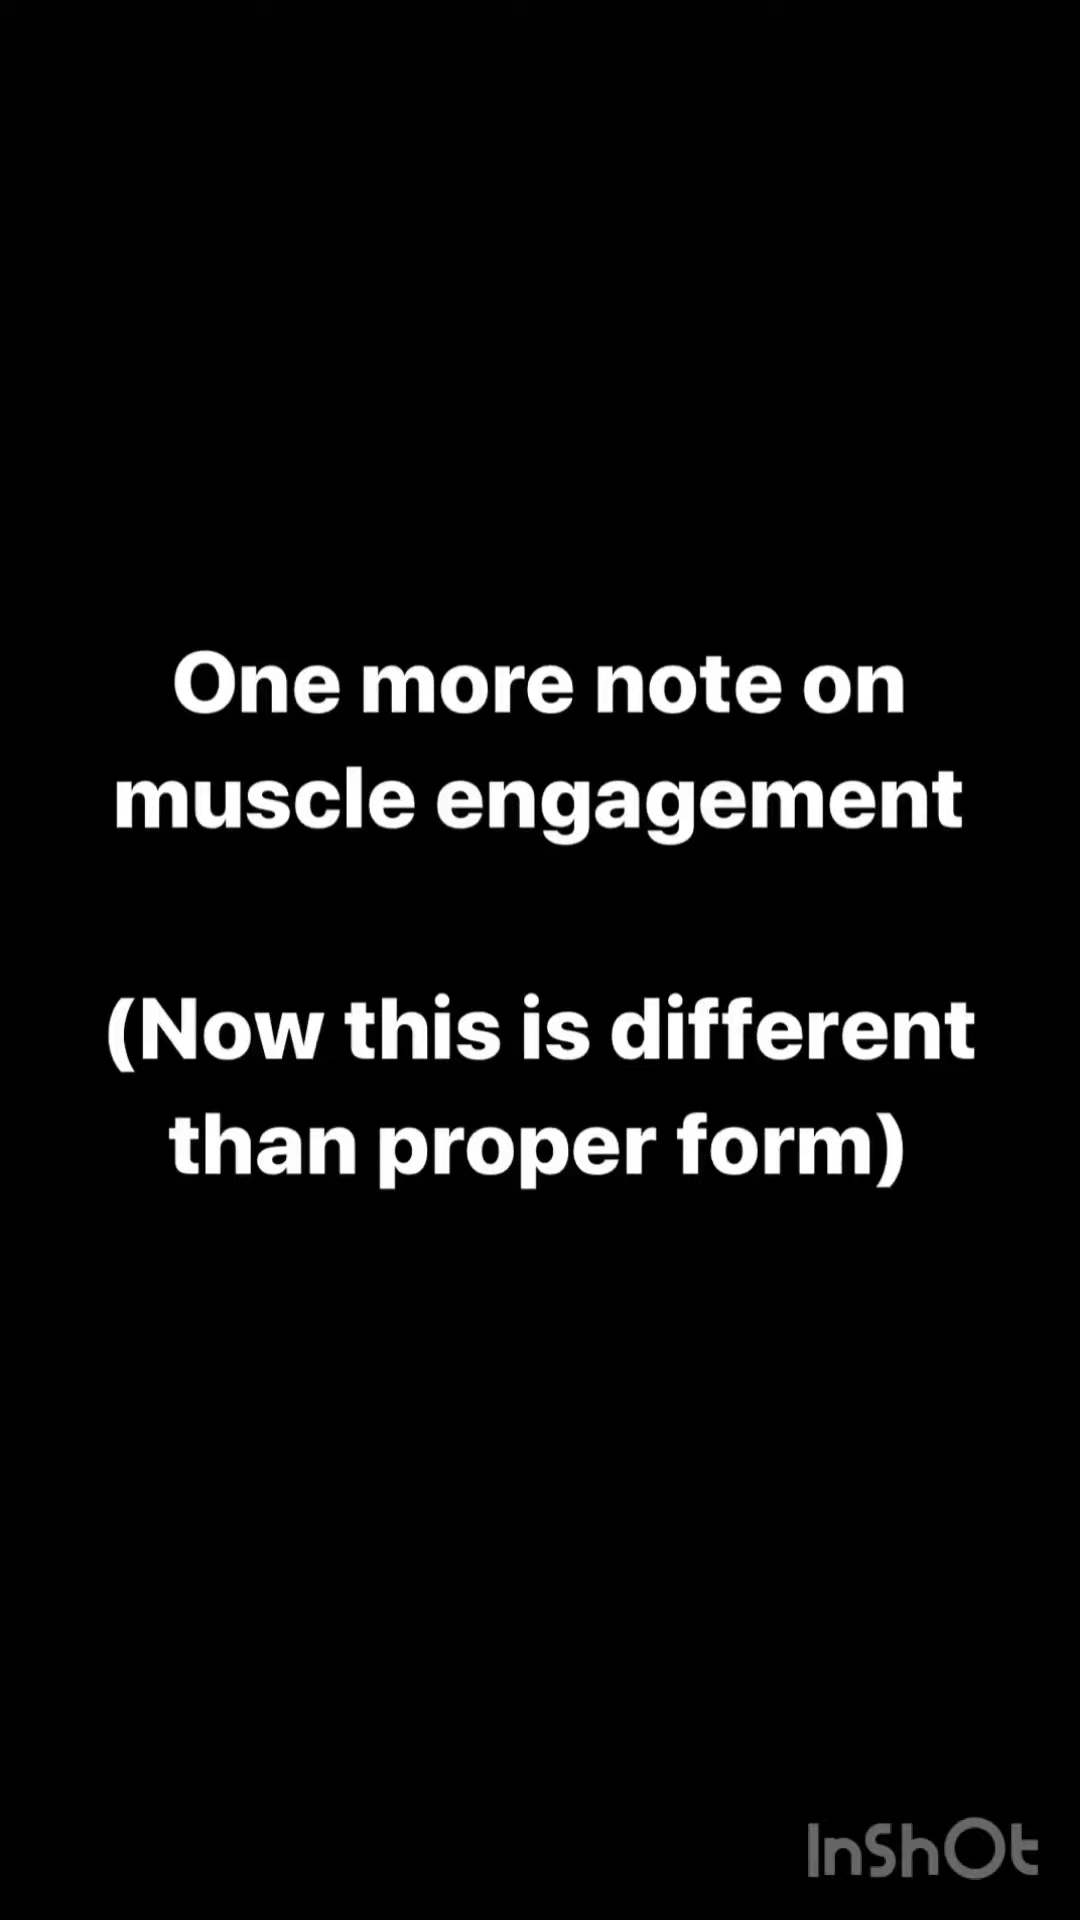 One more note on
muscle engagement
(Now this is different
than proper form)
InShOt